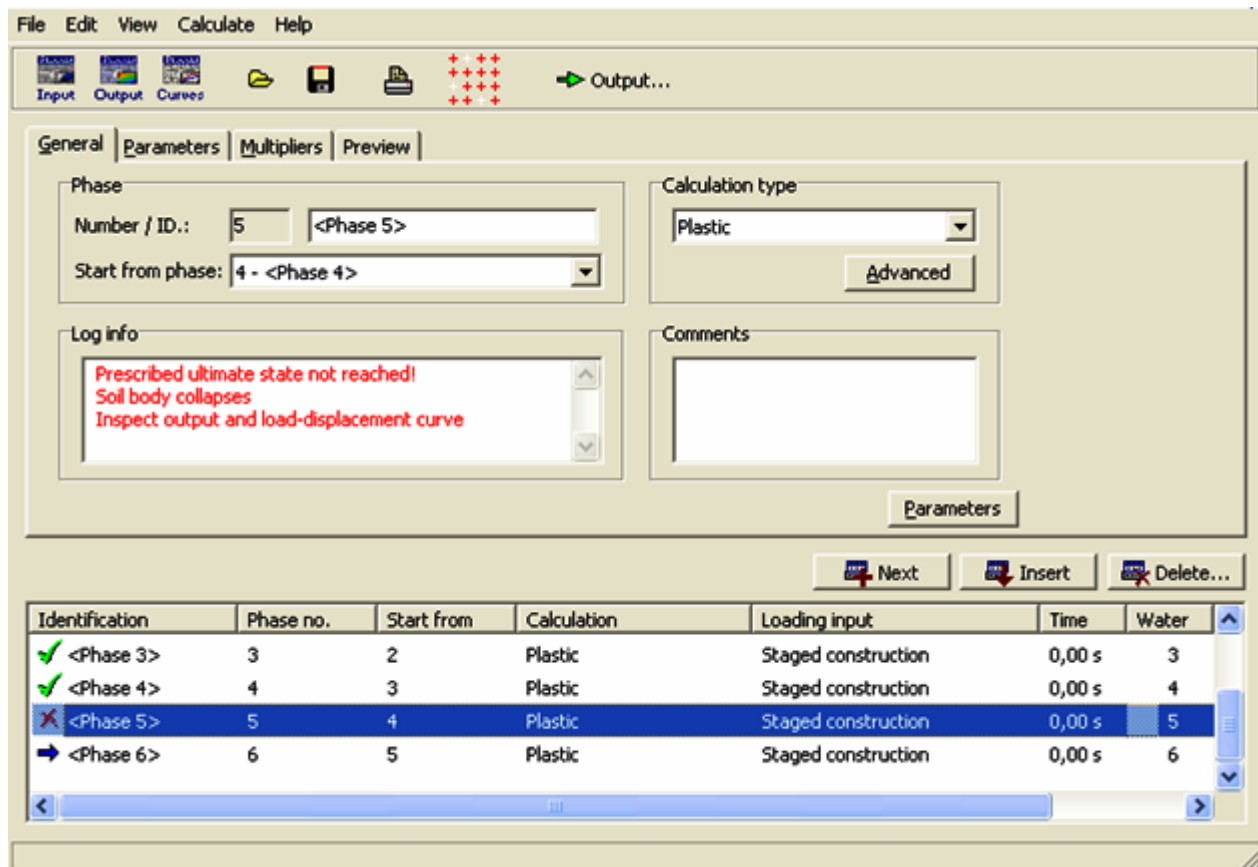 File Edit View Calculate Help
Input Output Curves Output...
General Parameters Multipliers Preview
Phase
Number / ID.: 5 <Phase 5>
Start from phase: 4 - <Phase 4>
Calculation type
Plastic
Advanced
Log info
Prescribed ultimate state not reached!
Soil body collapses
Inspect output and load-displacement curve
Comments
Parameters
Next Insert Delete...
Identification Phase no. Start from Calculation Loading input Time Water
<Phase 3> 3 2 Plastic Staged construction 0,00 s 3
<Phase 4> 4 3 Plastic Staged construction 0,00 s 4
<Phase 5> 5 4 Plastic Staged construction 0,00 s 5
<Phase 6> 6 5 Plastic Staged construction 0,00 s 6